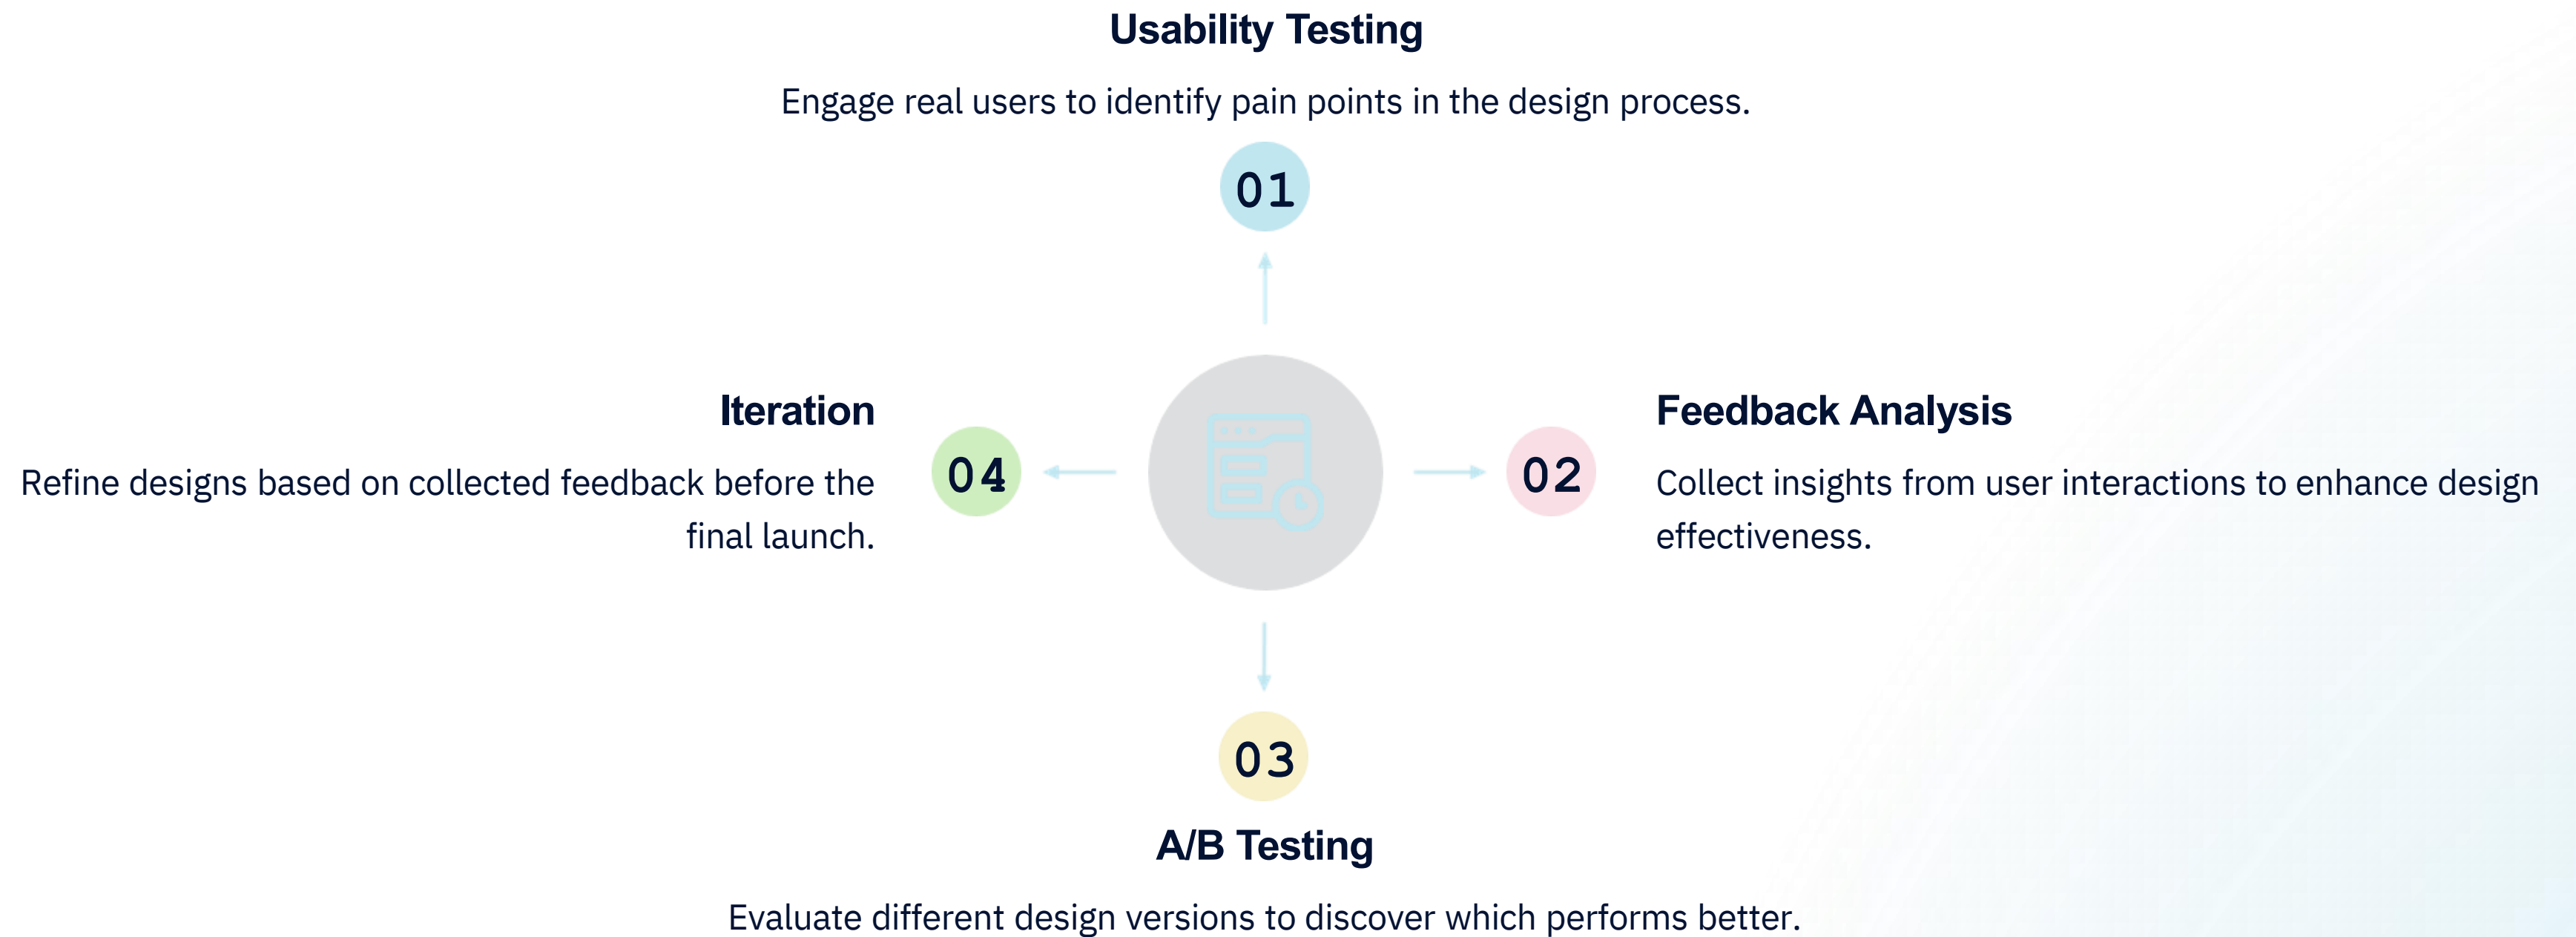 Usability Testing
Engage real users to identify pain points in the design process.
01
Iteration
Refine designs based on collected feedback before the
final launch.
04
02
Feedback Analysis
Collect insights from user interactions to enhance design
effectiveness.
03
A/B Testing
Evaluate different design versions to discover which performs better.